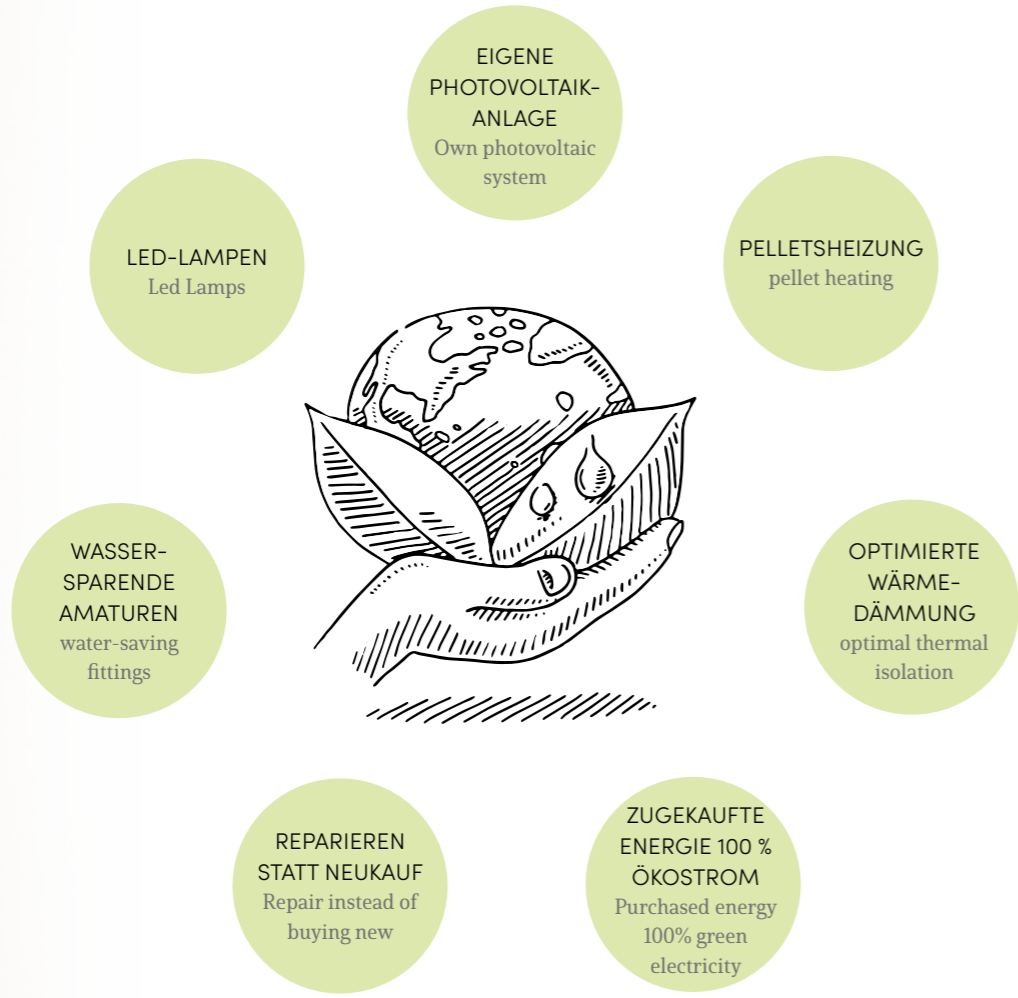 EIGENE
PHOTOVOLTAIK-
ANLAGE
Own photovoltaic
system
LED-LAMPEN
Led Lamps
PELLETSHEIZUNG
pellet heating
WASSER-
SPARENDE
AMATUREN
water-saving
fittings
OPTIMIERTE
WÄRME-
DÄMMUNG
optimal thermal
isolation
REPARIEREN
STATT NEUKAUF
Repair instead of
buying new
ZUGEKAUFTE
ENERGIE 100 %
ÖKOSTROM
Purchased energy
100% green
electricity